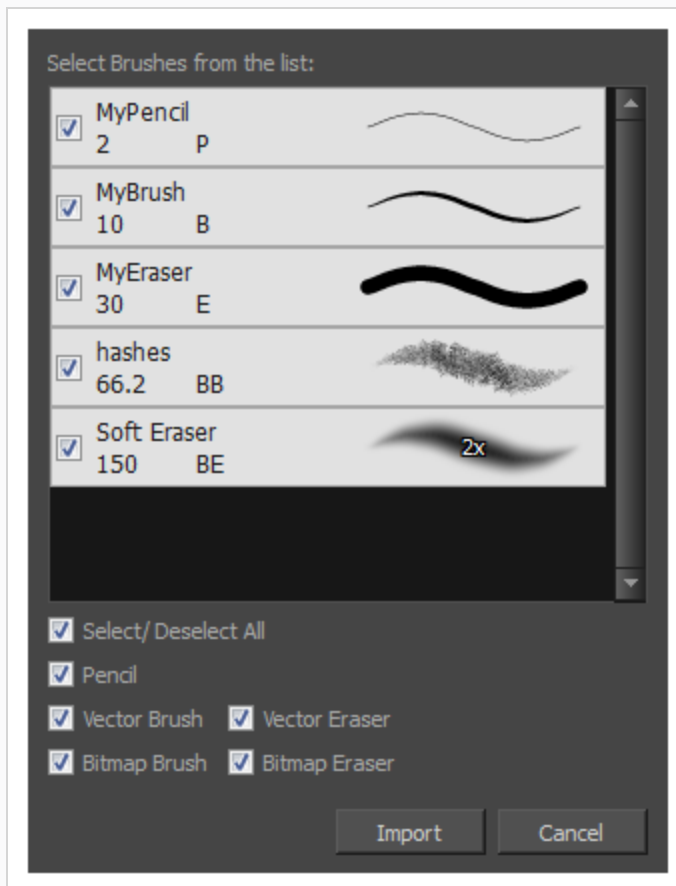 Select Brushes from the list:
MyPencil
2 P
MyBrush
10 B
MyEraser
30 E
hashes
66.2 BB
Soft Eraser
150 BE
2x
Select/ Deselect All
Pencil
Vector Brush Vector Eraser
Bitmap Brush Bitmap Eraser
Import Cancel